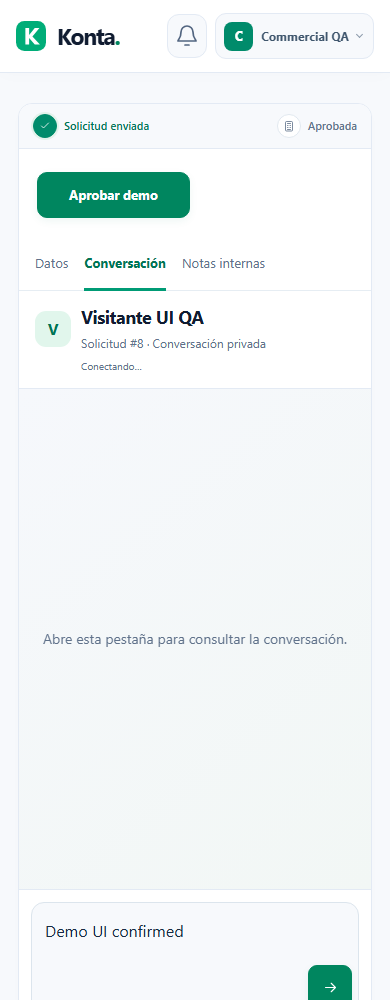 K Konta.
C Commercial QA
Solicitud enviada
Aprobada
Aprobar demo
Datos Conversación Notas internas
V
Visitante UI QA
Solicitud #8 · Conversación privada
Conectando...
Abre esta pestaña para consultar la conversación.
Demo UI confirmed